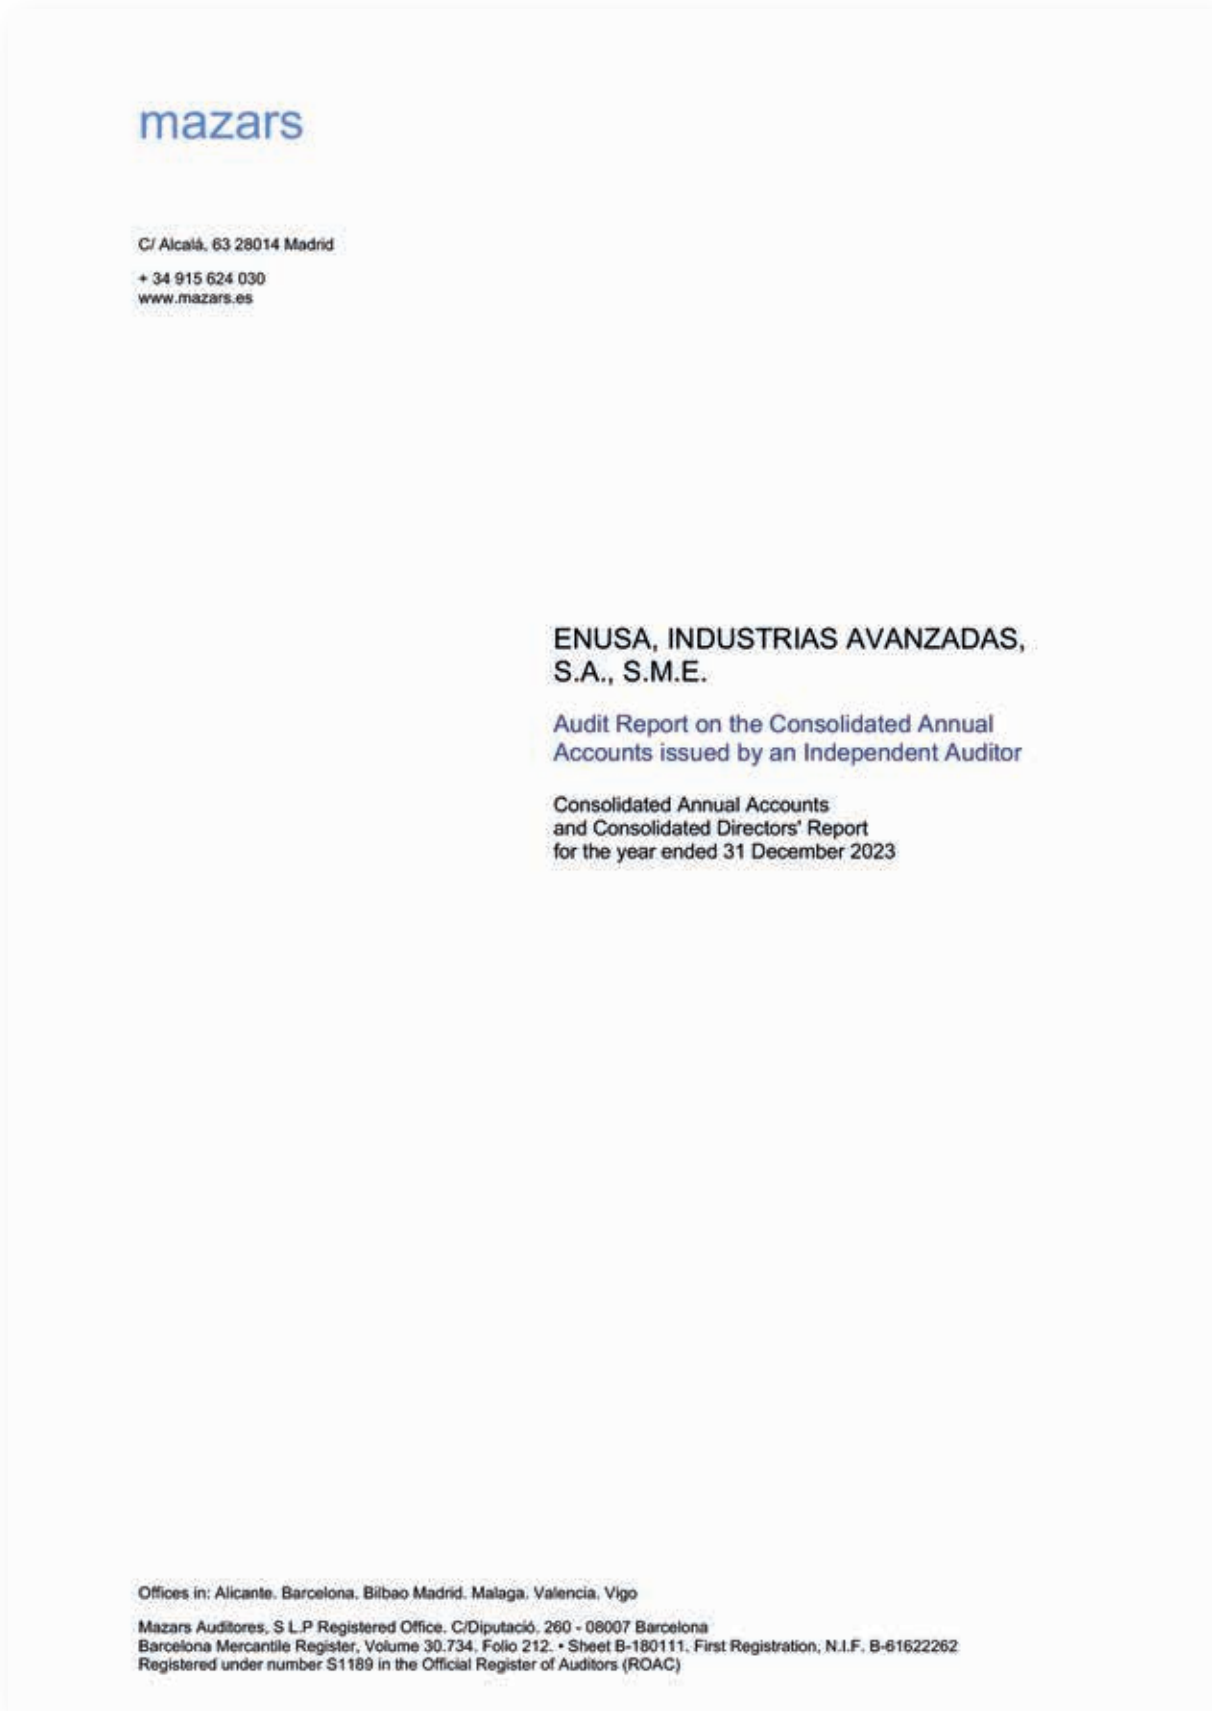 mazars
C/ Alcalá, 63 28014 Madrid
+ 34 915 624 030
www.mazars.es
ENUSA, INDUSTRIAS AVANZADAS,
S.A., S.M.E.
Audit Report on the Consolidated Annual
Accounts issued by an Independent Auditor
Consolidated Annual Accounts
and Consolidated Directors' Report
for the year ended 31 December 2023
Offices in: Alicante, Barcelona, Bilbao Madrid, Malaga, Valencia, Vigo
Mazars Auditores, S L.P Registered Office, C/Diputació, 260 - 08007 Barcelona
Barcelona Mercantile Register, Volume 30.734, Folio 212, • Sheet B-180111, First Registration, N.I.F. B-61622262
Registered under number S1189 in the Official Register of Auditors (ROAC)